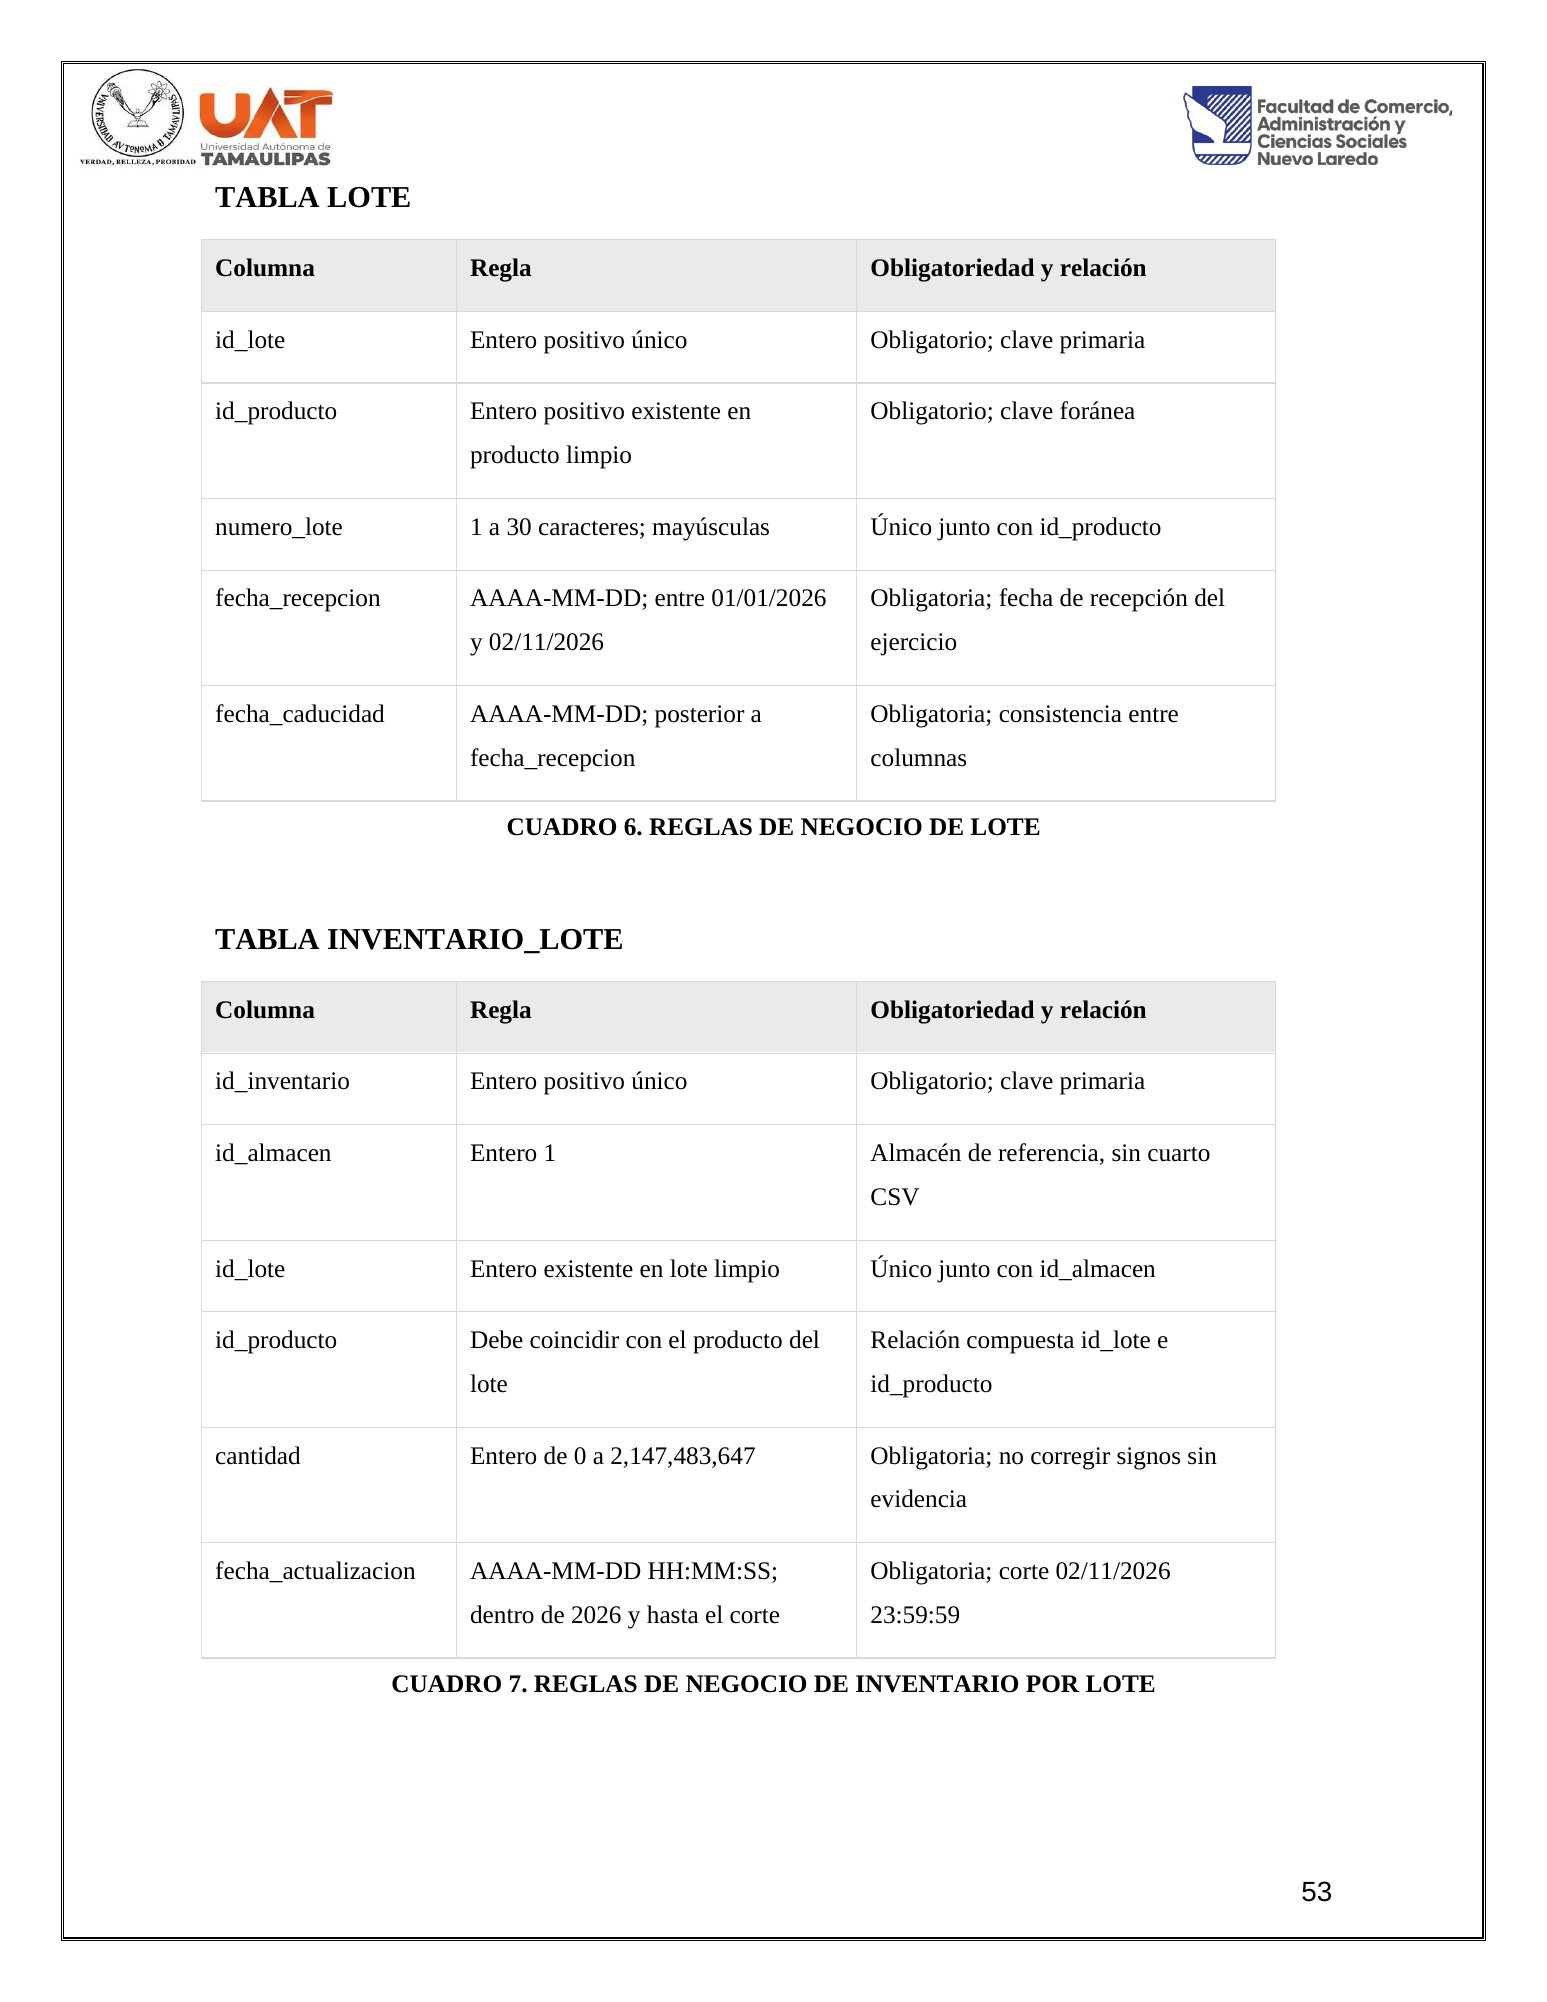 UNIVERSIDAD AUTONOMA DE TAMAULIPAS
VERDAD, BELLEZA, PROBIDAD
UAT
Universidad Autónoma de
TAMAULIPAS
Facultad de Comercio,
Administración y
Ciencias Sociales
Nuevo Laredo
TABLA LOTE
Columna Regla Obligatoriedad y relación
id_lote Entero positivo único Obligatorio; clave primaria
id_producto Entero positivo existente en Obligatorio; clave foránea
producto limpio
numero_lote 1 a 30 caracteres; mayúsculas Único junto con id_producto
fecha_recepcion AAAA-MM-DD; entre 01/01/2026 Obligatoria; fecha de recepción del
y 02/11/2026 ejercicio
fecha_caducidad AAAA-MM-DD; posterior a Obligatoria; consistencia entre
fecha_recepcion columnas
CUADRO 6. REGLAS DE NEGOCIO DE LOTE
TABLA INVENTARIO_LOTE
Columna Regla Obligatoriedad y relación
id_inventario Entero positivo único Obligatorio; clave primaria
id_almacen Entero 1 Almacén de referencia, sin cuarto
CSV
id_lote Entero existente en lote limpio Único junto con id_almacen
id_producto Debe coincidir con el producto del Relación compuesta id_lote e
lote id_producto
cantidad Entero de 0 a 2,147,483,647 Obligatoria; no corregir signos sin
evidencia
fecha_actualizacion AAAA-MM-DD HH:MM:SS; Obligatoria; corte 02/11/2026
dentro de 2026 y hasta el corte 23:59:59
CUADRO 7. REGLAS DE NEGOCIO DE INVENTARIO POR LOTE
53